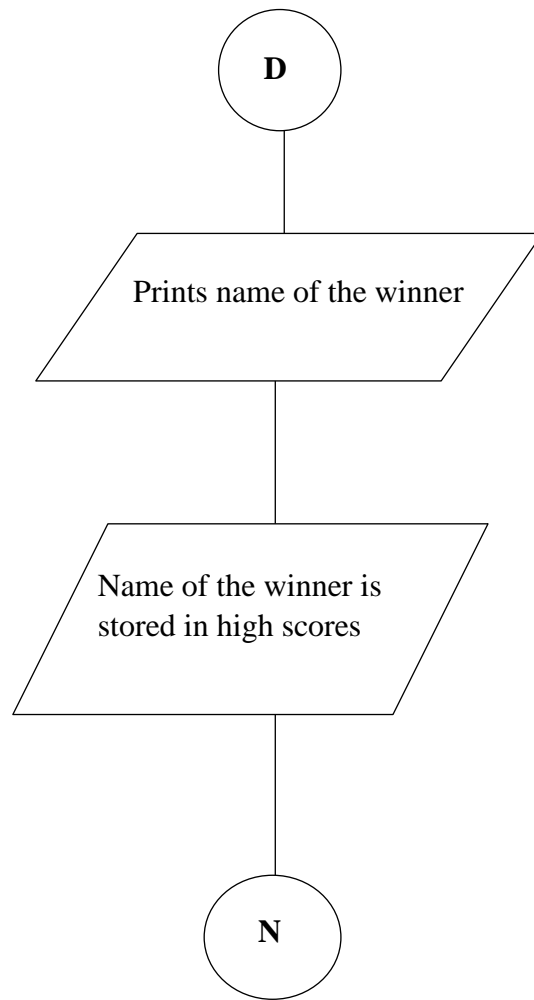 D
Prints name of the winner
Name of the winner is
stored in high scores
N